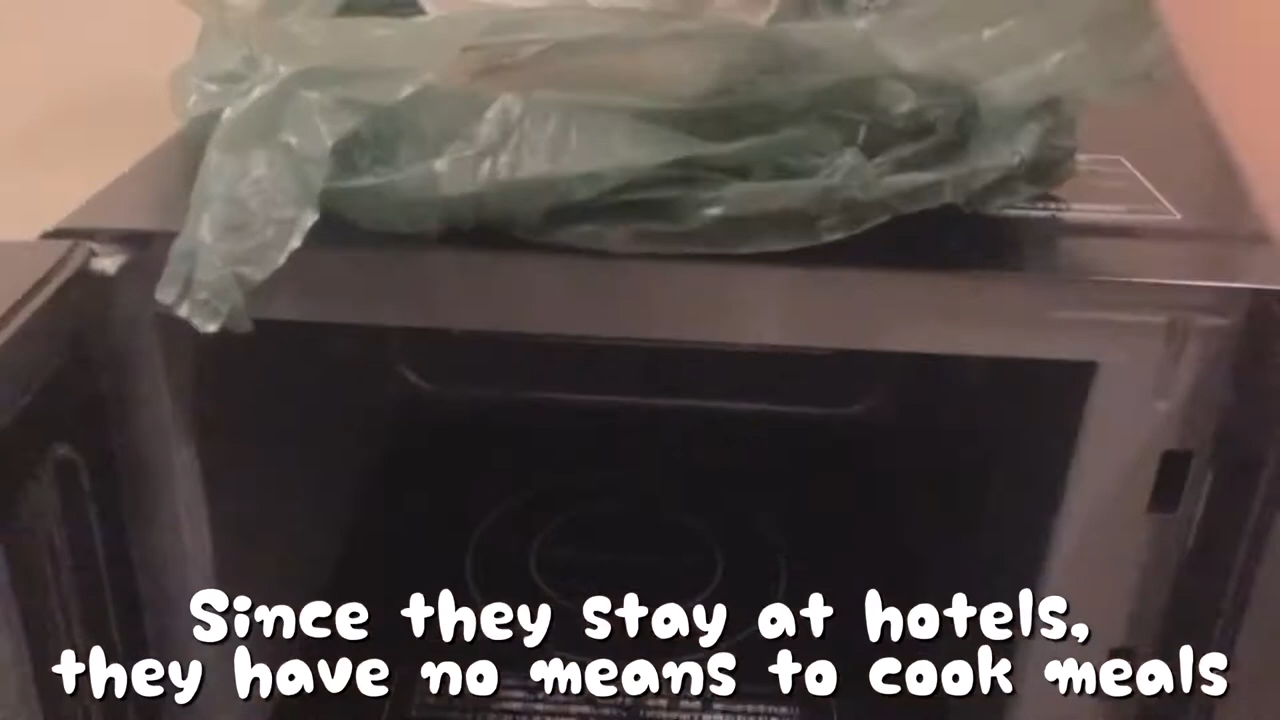 Since they stay at hotels,
they have no means to cook meals